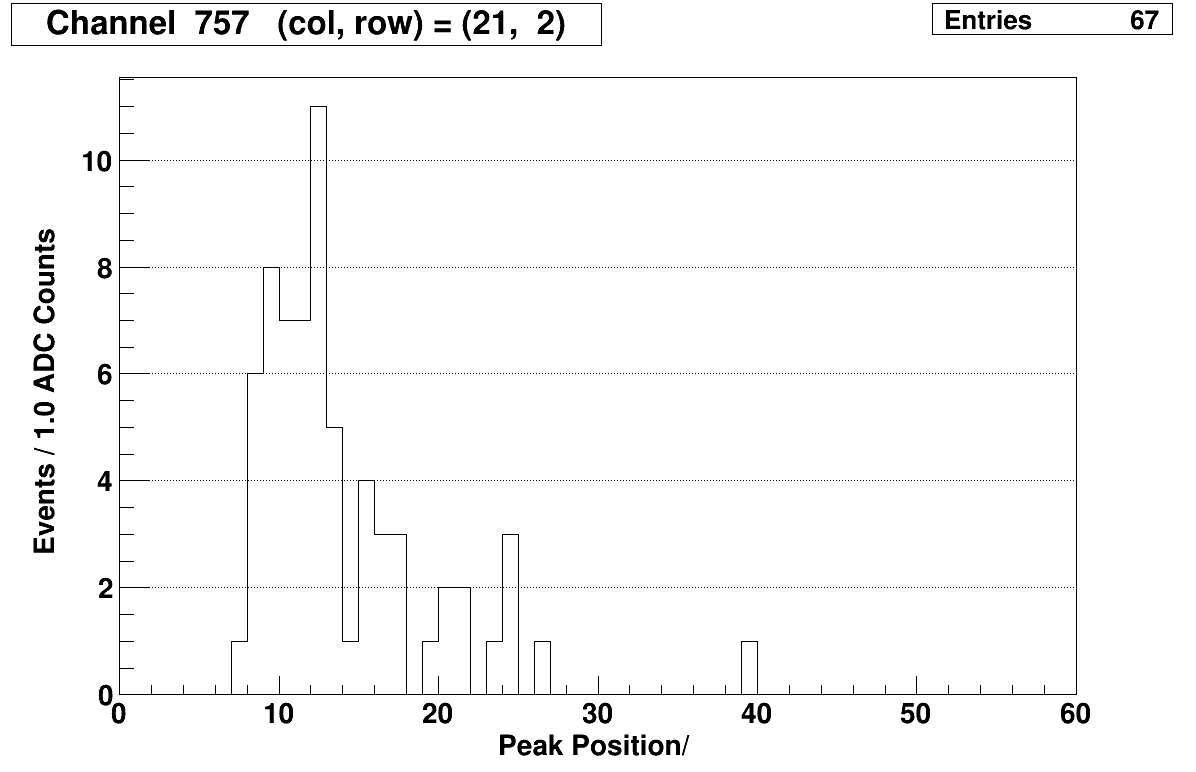 Channel 757 (col, row) = (21, 2)
Entries 67
Events / 1.0 ADC Counts
10
8
6
4
2
0
0 10 20 30 40 50 60
Peak Position/